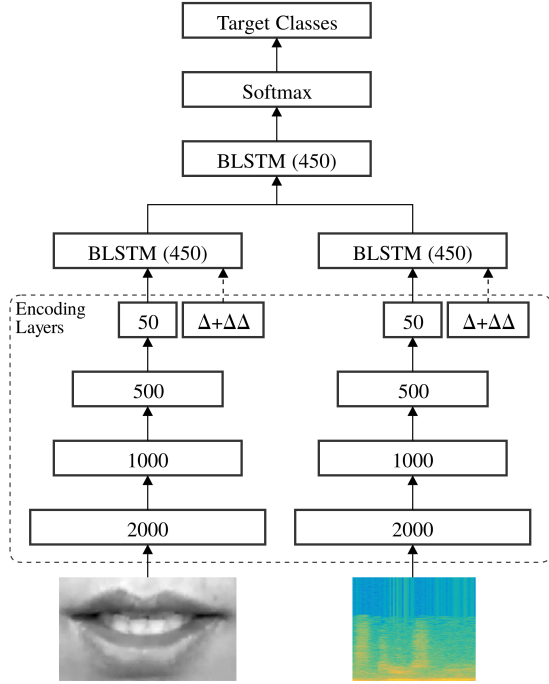 Target Classes
Softmax
BLSTM (450)
BLSTM (450)
BLSTM (450)
Encoding
Layers
50
Δ+ΔΔ
50
Δ+ΔΔ
500
500
1000
1000
2000
2000